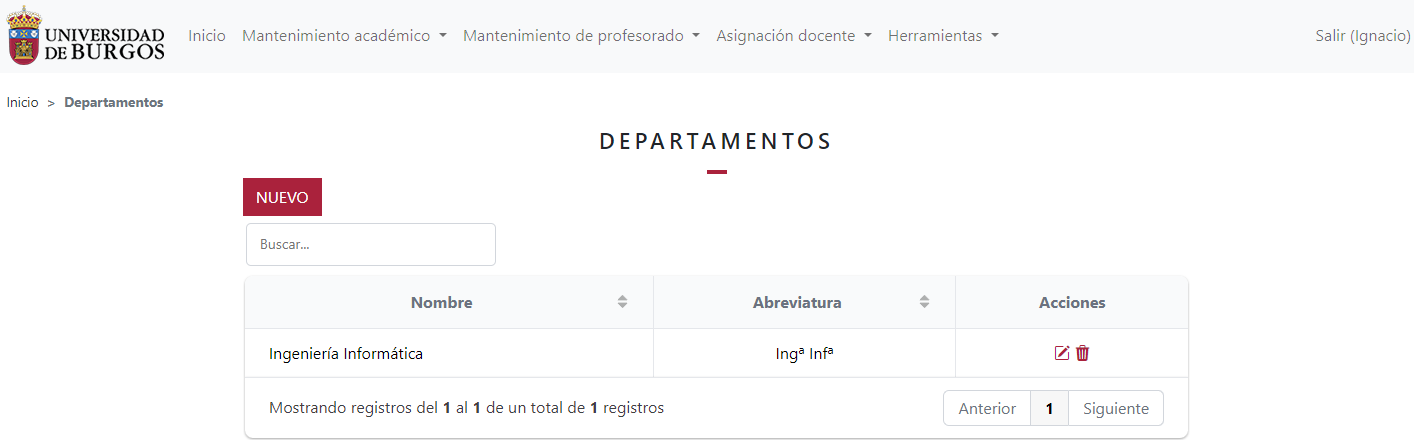 UNIVERSIDAD
DE BURGOS
Inicio Mantenimiento académico Mantenimiento de profesorado Asignación docente Herramientas Salir (Ignacio)
Inicio > Departamentos
DEPARTAMENTOS
NUEVO
Buscar...
Nombre Abreviatura Acciones
Ingeniería Informática Ingª Infª
Mostrando registros del 1 al 1 de un total de 1 registros Anterior 1 Siguiente